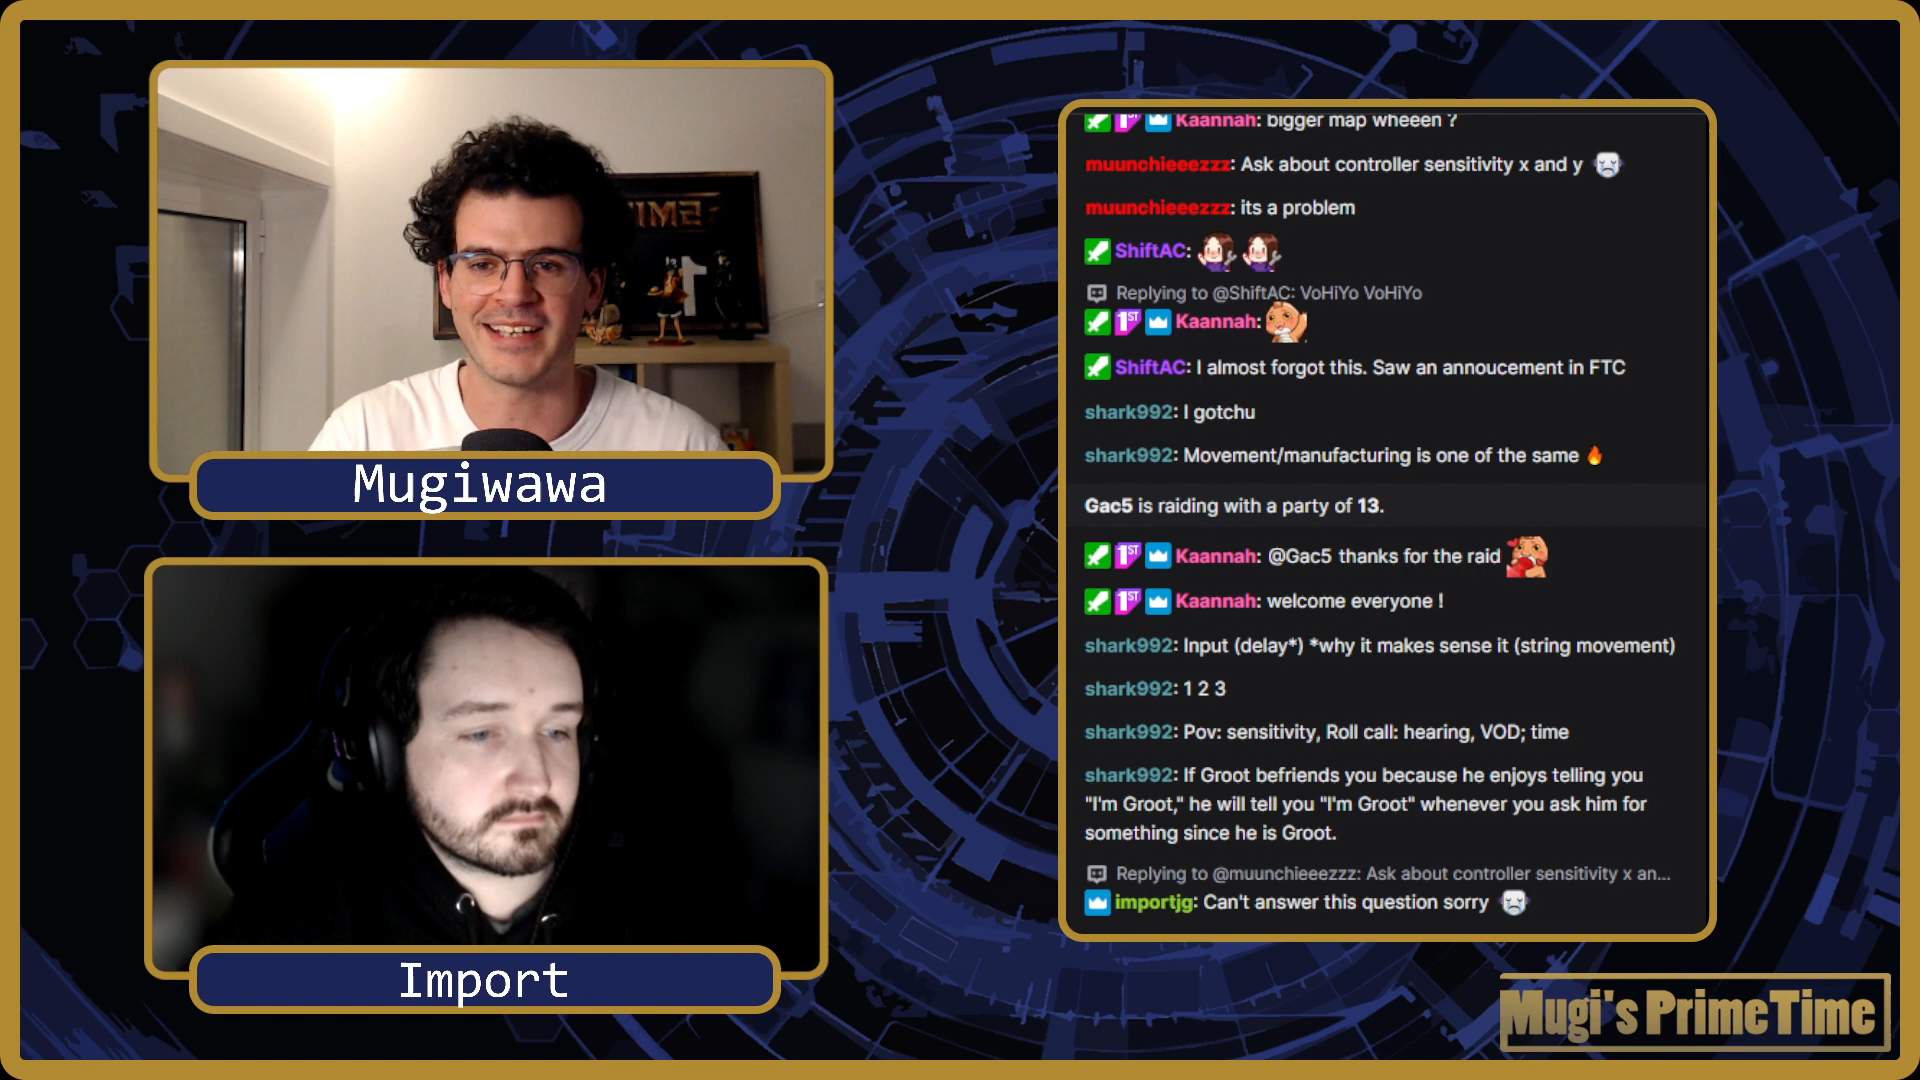 TIME
Mugiwawa
Import
1ST Kaannah: bigger map wheeen ?
muunchieeezzz: Ask about controller sensitivity x and y
muunchieeezzz: its a problem
ShiftAC:
Replying to @ShiftAC: VoHiYo VoHiYo
1ST Kaannah:
ShiftAC: I almost forgot this. Saw an annoucement in FTC
shark992: I gotchu
shark992: Movement/manufacturing is one of the same 🔥
Gac5 is raiding with a party of 13.
1ST Kaannah: @Gac5 thanks for the raid
1ST Kaannah: welcome everyone !
shark992: Input (delay*) *why it makes sense it (string movement)
shark992: 1 2 3
shark992: Pov: sensitivity, Roll call: hearing, VOD; time
shark992: If Groot befriends you because he enjoys telling you
"I'm Groot," he will tell you "I'm Groot" whenever you ask him for
something since he is Groot.
Replying to @muunchieeezzz: Ask about controller sensitivity x an...
importjg: Can't answer this question sorry
Mugi's PrimeTime